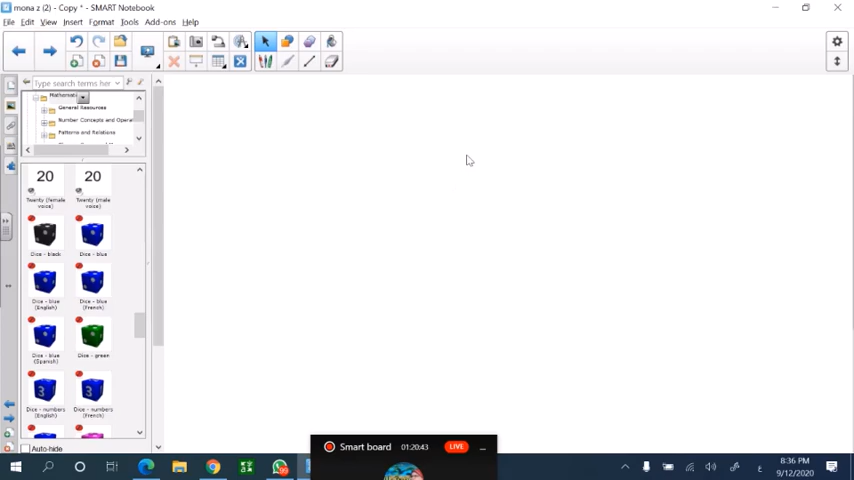 mona z (2) - Copy * - SMART Notebook
File Edit View Insert Format Tools Add-ons Help
Type search terms her
Mathemati
General Resources
Number Concepts and Opera
Patterns and Relations
20 20
Twenty (female voice) Twenty (male voice)
Dice - black Dice - blue
Dice - blue (English) Dice - blue (French)
Dice - blue (Spanish) Dice - green
3 3
Dice - numbers (English) Dice - numbers (French)
Auto-hide
Smart board 01:20:43 LIVE ...
99
ع
8:36 PM
9/12/2020